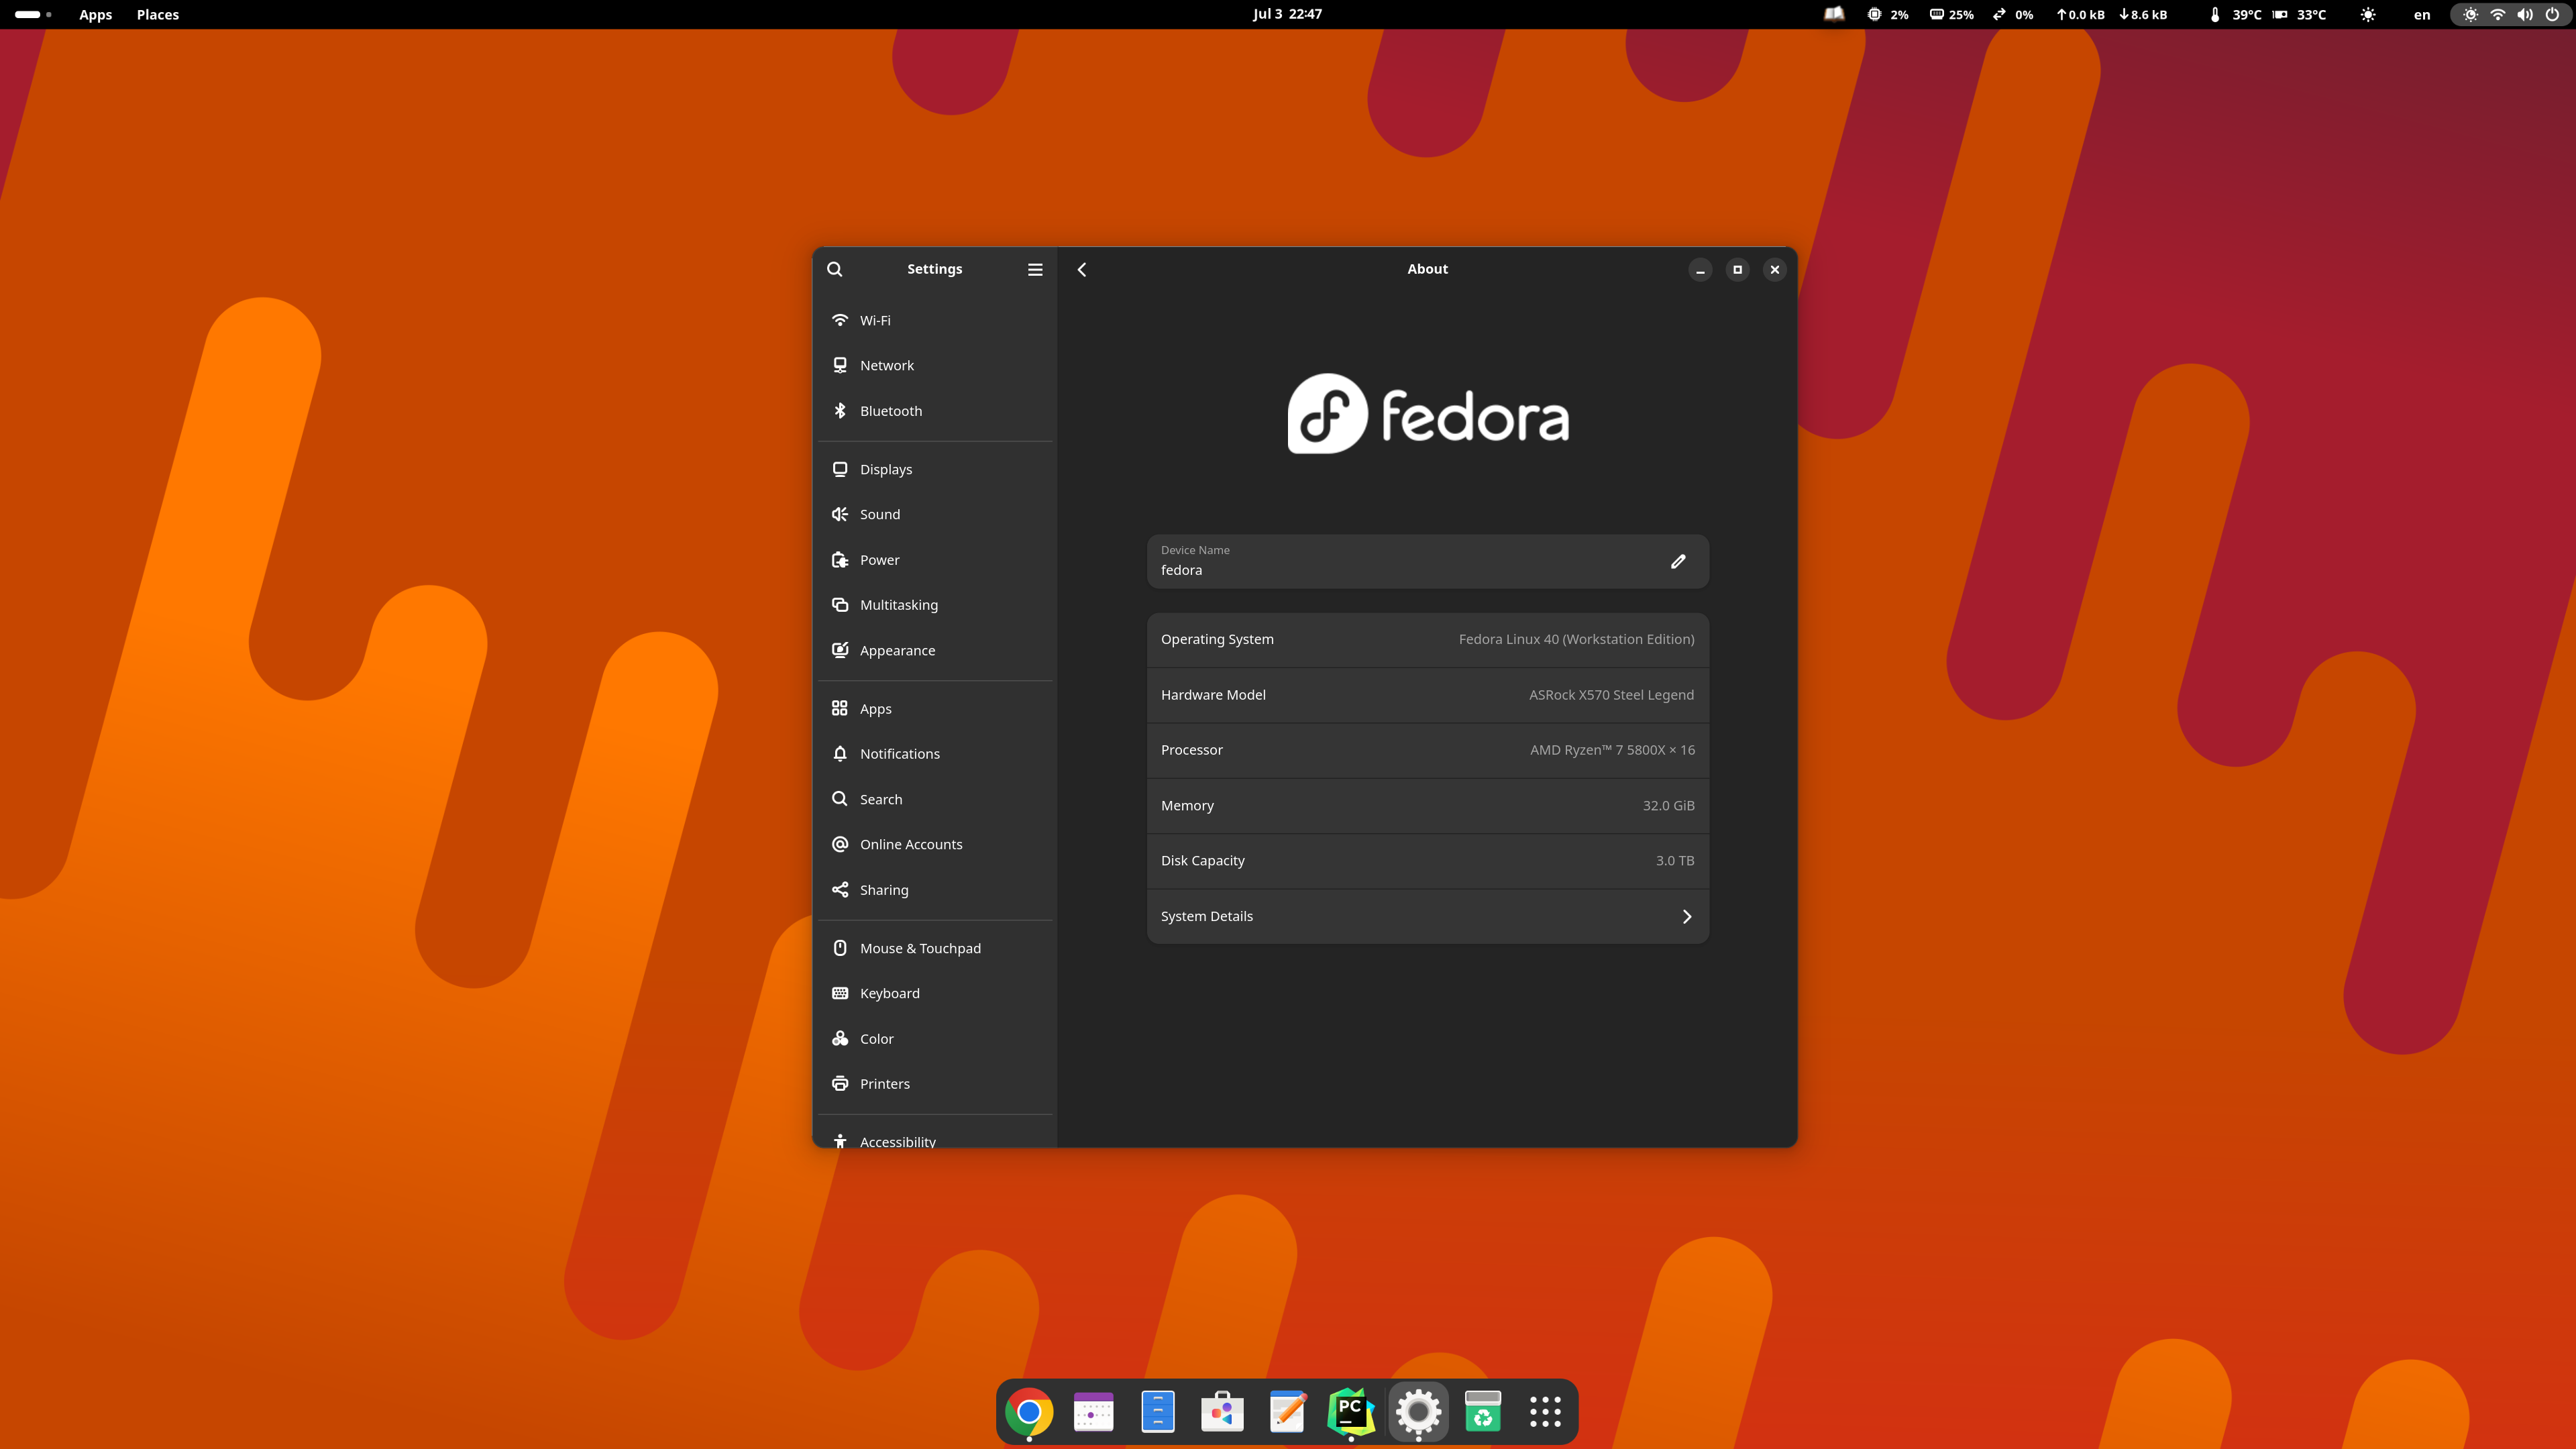 Apps Places Jul 3 22:47 2% 25% 0% 0.0 kB 8.6 kB 39°C 33°C en
Settings About
Wi-Fi
Network
Bluetooth
Displays
Sound
Power
Multitasking
Appearance
Apps
Notifications
Search
Online Accounts
Sharing
Mouse & Touchpad
Keyboard
Color
Printers
Accessibility
fedora
Device Name
fedora
Operating System Fedora Linux 40 (Workstation Edition)
Hardware Model ASRock X570 Steel Legend
Processor AMD Ryzen™ 7 5800X × 16
Memory 32.0 GiB
Disk Capacity 3.0 TB
System Details
PC